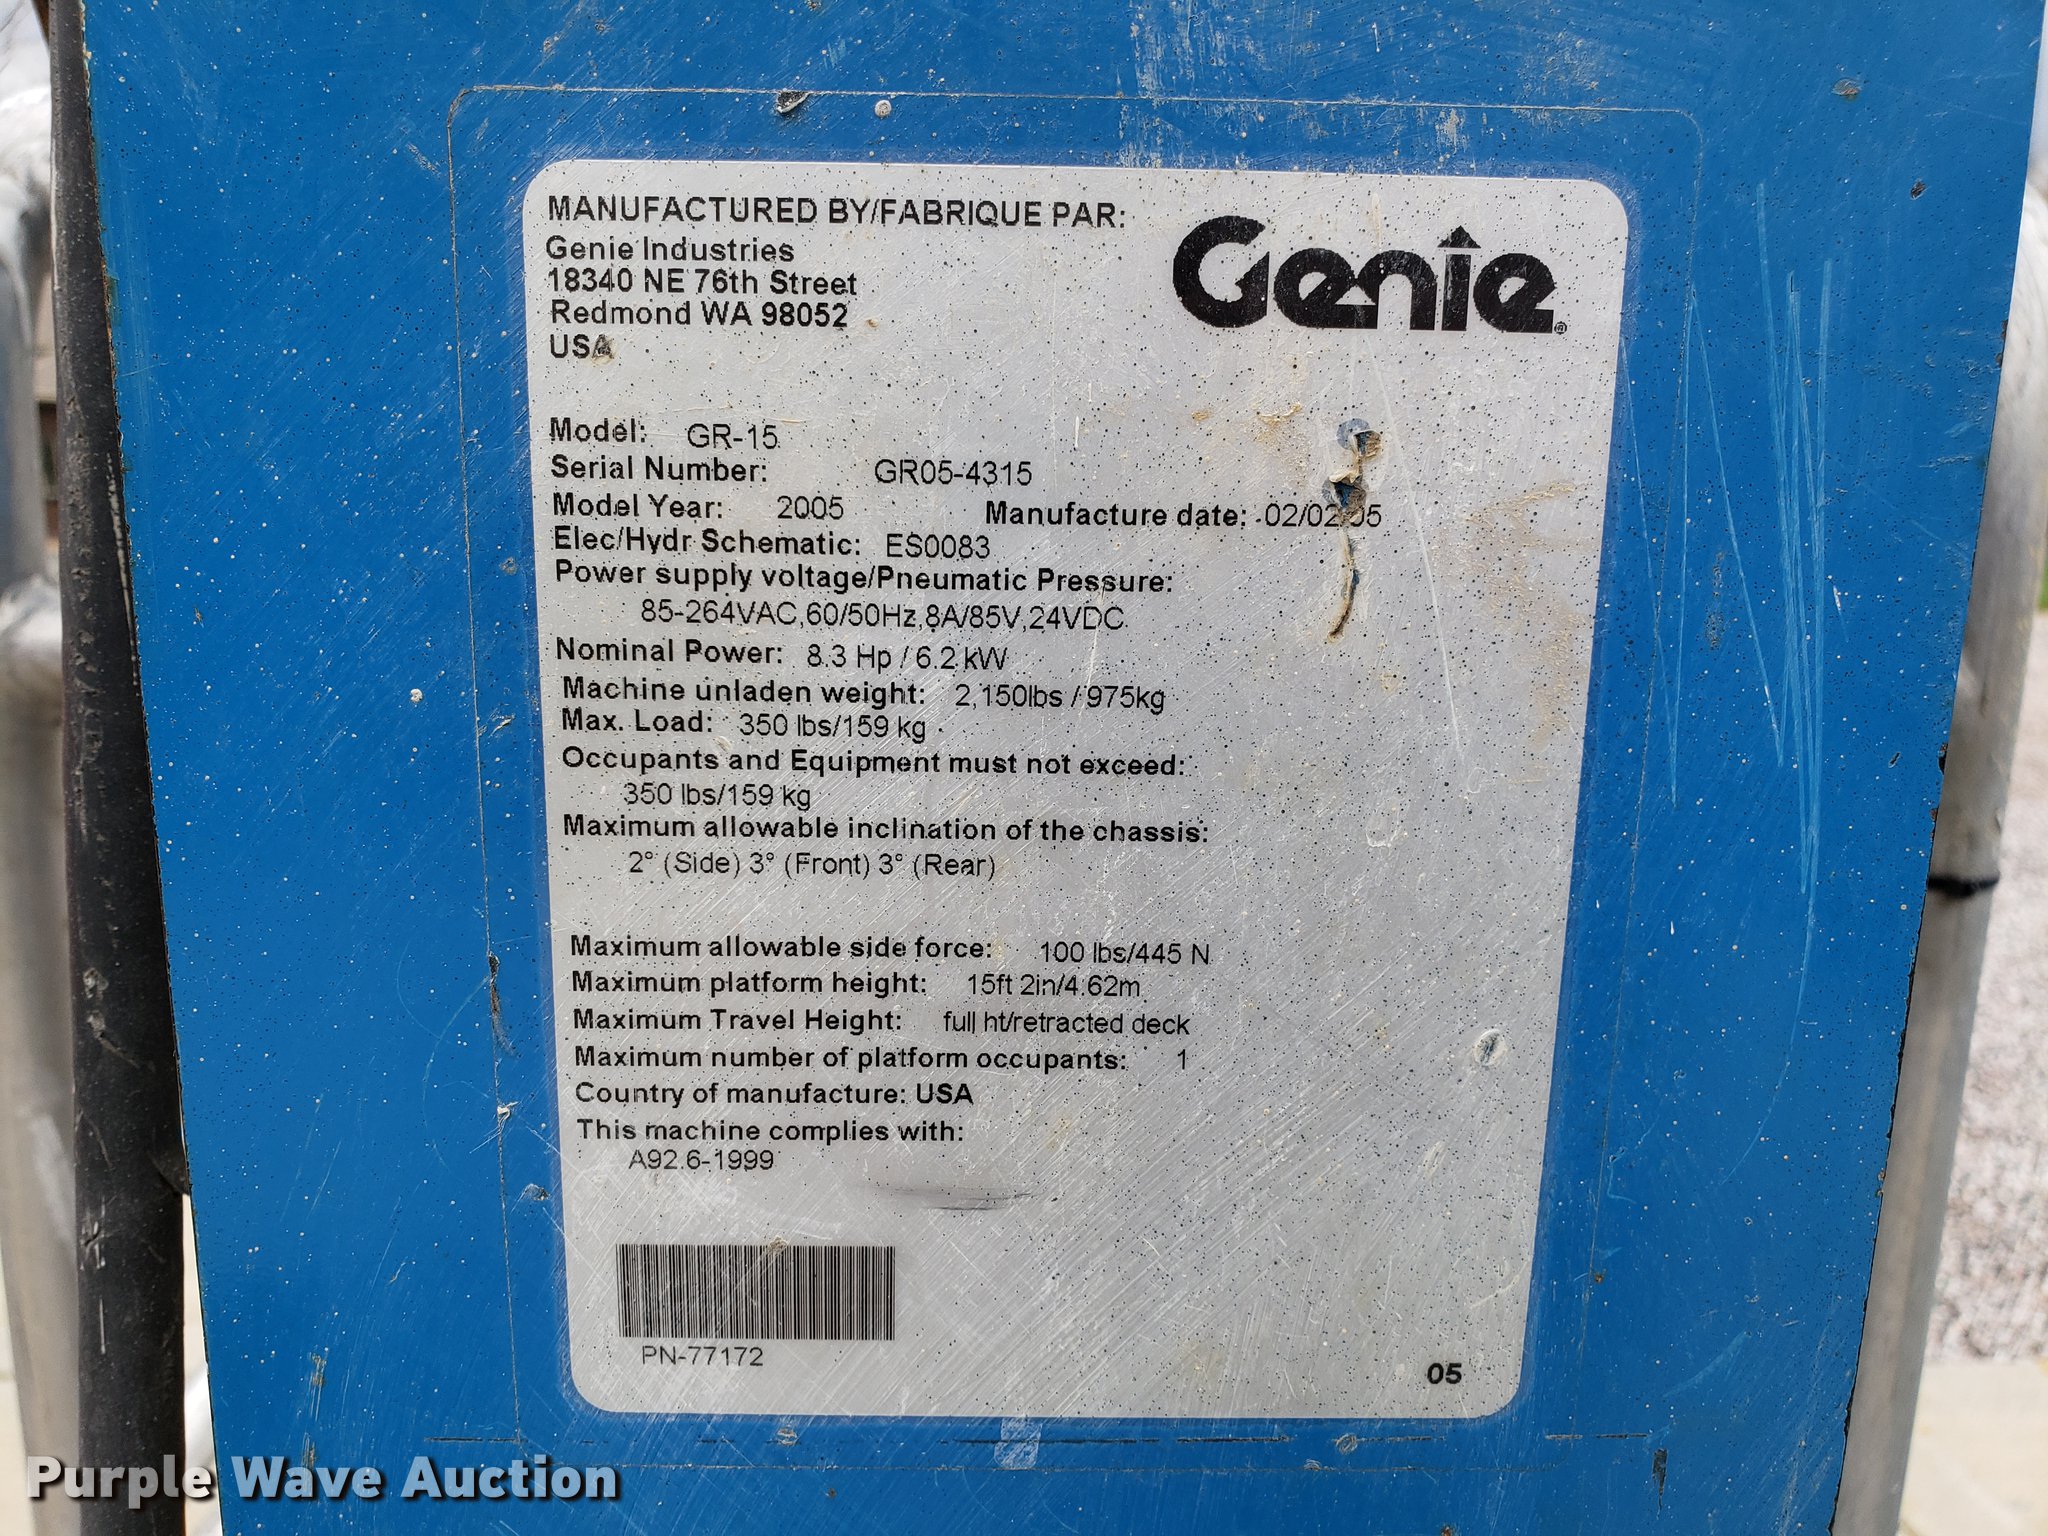 MANUFACTURED BY/FABRIQUE PAR:
Genie Industries
18340 NE 76th Street
Redmond WA 98052
USA
Genie
Model: GR-15
Serial Number: GR05-4315
Model Year: 2005 Manufacture date: 02/02/05
Elec/Hydr Schematic: ES0083
Power supply voltage/Pneumatic Pressure:
85-264VAC,60/50Hz,8A/85V,24VDC
Nominal Power: 8.3 Hp / 6.2 kW
Machine unladen weight: 2,150lbs / 975kg
Max. Load: 350 lbs/159 kg
Occupants and Equipment must not exceed:
350 lbs/159 kg
Maximum allowable inclination of the chassis:
2° (Side) 3° (Front) 3° (Rear)
Maximum allowable side force: 100 lbs/445 N
Maximum platform height: 15ft 2in/4.62m
Maximum Travel Height: full ht/retracted deck
Maximum number of platform occupants: 1
Country of manufacture: USA
This machine complies with:
A92.6-1999
PN-77172
05
Purple Wave Auction